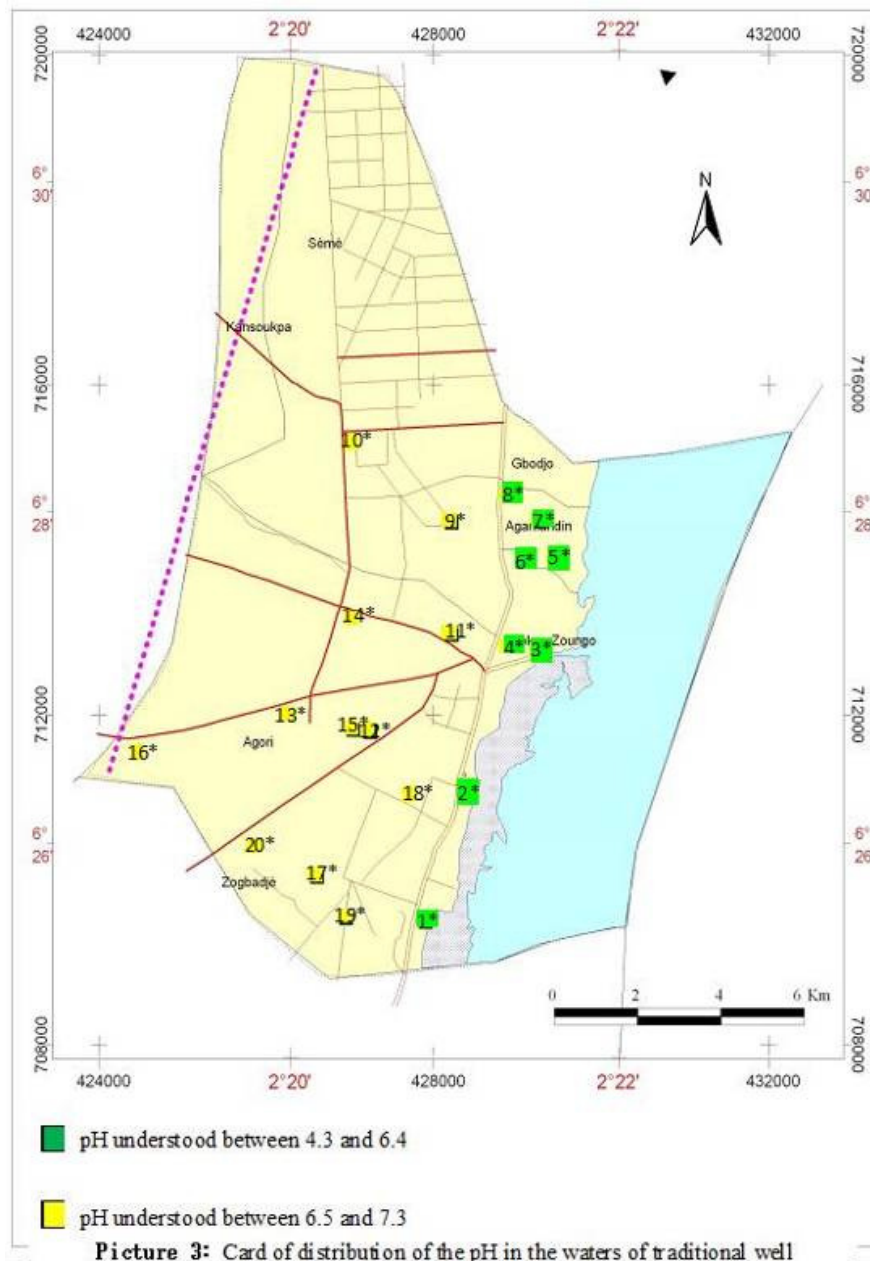 424000 2°20' 428000 2°22' 432000
720000 720000
N
6° 30' 6° 30'
Sèmè
Kansoukpa
716000 716000
10*
Gbodjo
8*
6° 28' 9* 7* 6° 28'
6* 5*
14* 11*
4* 3* Zoungo
712000 13* 15* 12* 712000
16* Agori
18* 2*
6° 26' 20* 6° 26'
17*
Zogbadjè
19* 1*
0 2 4 6 Km
708000 708000
424000 2°20' 428000 2°22' 432000
pH understood between 4.3 and 6.4
pH understood between 6.5 and 7.3
Picture 3: Card of distribution of the pH in the waters of traditional well